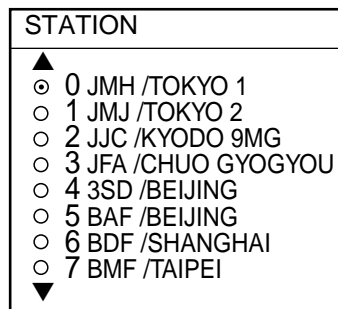 STATION
0 JMH /TOKYO 1
1 JMJ /TOKYO 2
2 JJC /KYODO 9MG
3 JFA /CHUO GYOGYOU
4 3SD /BEIJING
5 BAF /BEIJING
6 BDF /SHANGHAI
7 BMF /TAIPEI